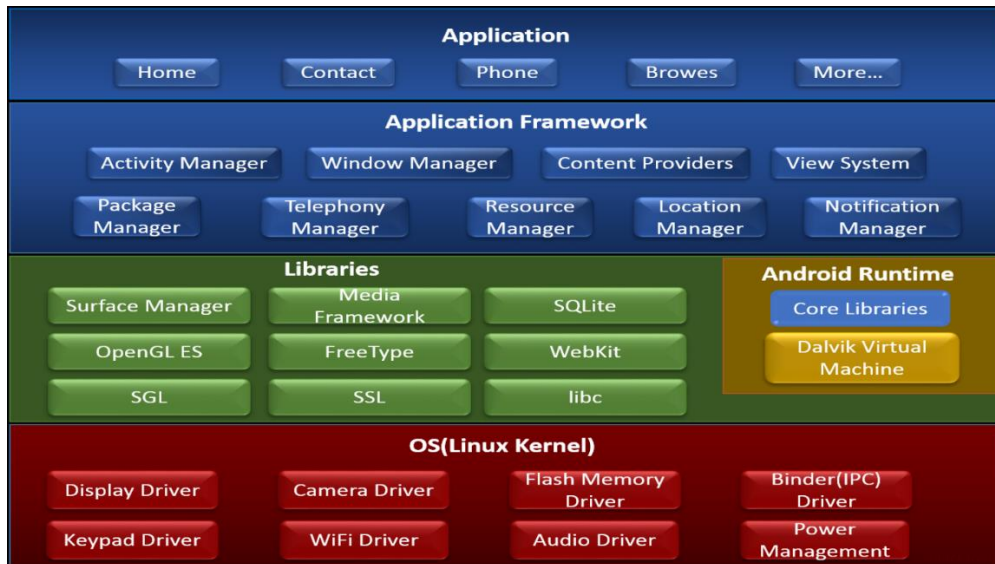 Application
Home Contact Phone Browes More...
Application Framework
Activity Manager Window Manager Content Providers View System
Package Manager Telephony Manager Resource Manager Location Manager Notification Manager
Libraries
Surface Manager Media Framework SQLite
OpenGL ES FreeType WebKit
SGL SSL libc
Android Runtime
Core Libraries
Dalvik Virtual
Machine
OS(Linux Kernel)
Display Driver Camera Driver Flash Memory Driver Binder(IPC) Driver
Keypad Driver WiFi Driver Audio Driver Power Management